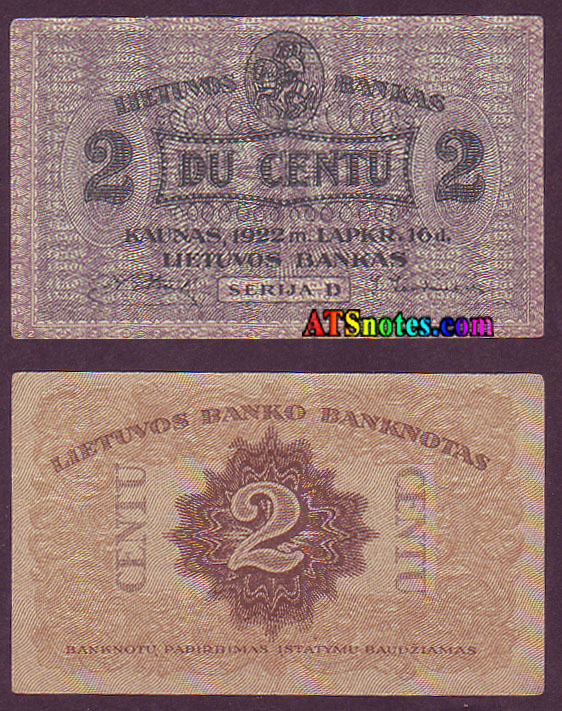 LIETUVOS BANKAS
2 DU CENTU 2
KAUNAS, 1922 m. LAPKR. 16 d.
LIETUVOS BANKAS
SERIJA D
ATSnotes.com
LIETUVOS BANKO BANKNOTAS
CENTU 2 CENTU
BANKNOTŲ PADIRBIMAS ĮSTATYMŲ BAUDŽIAMAS